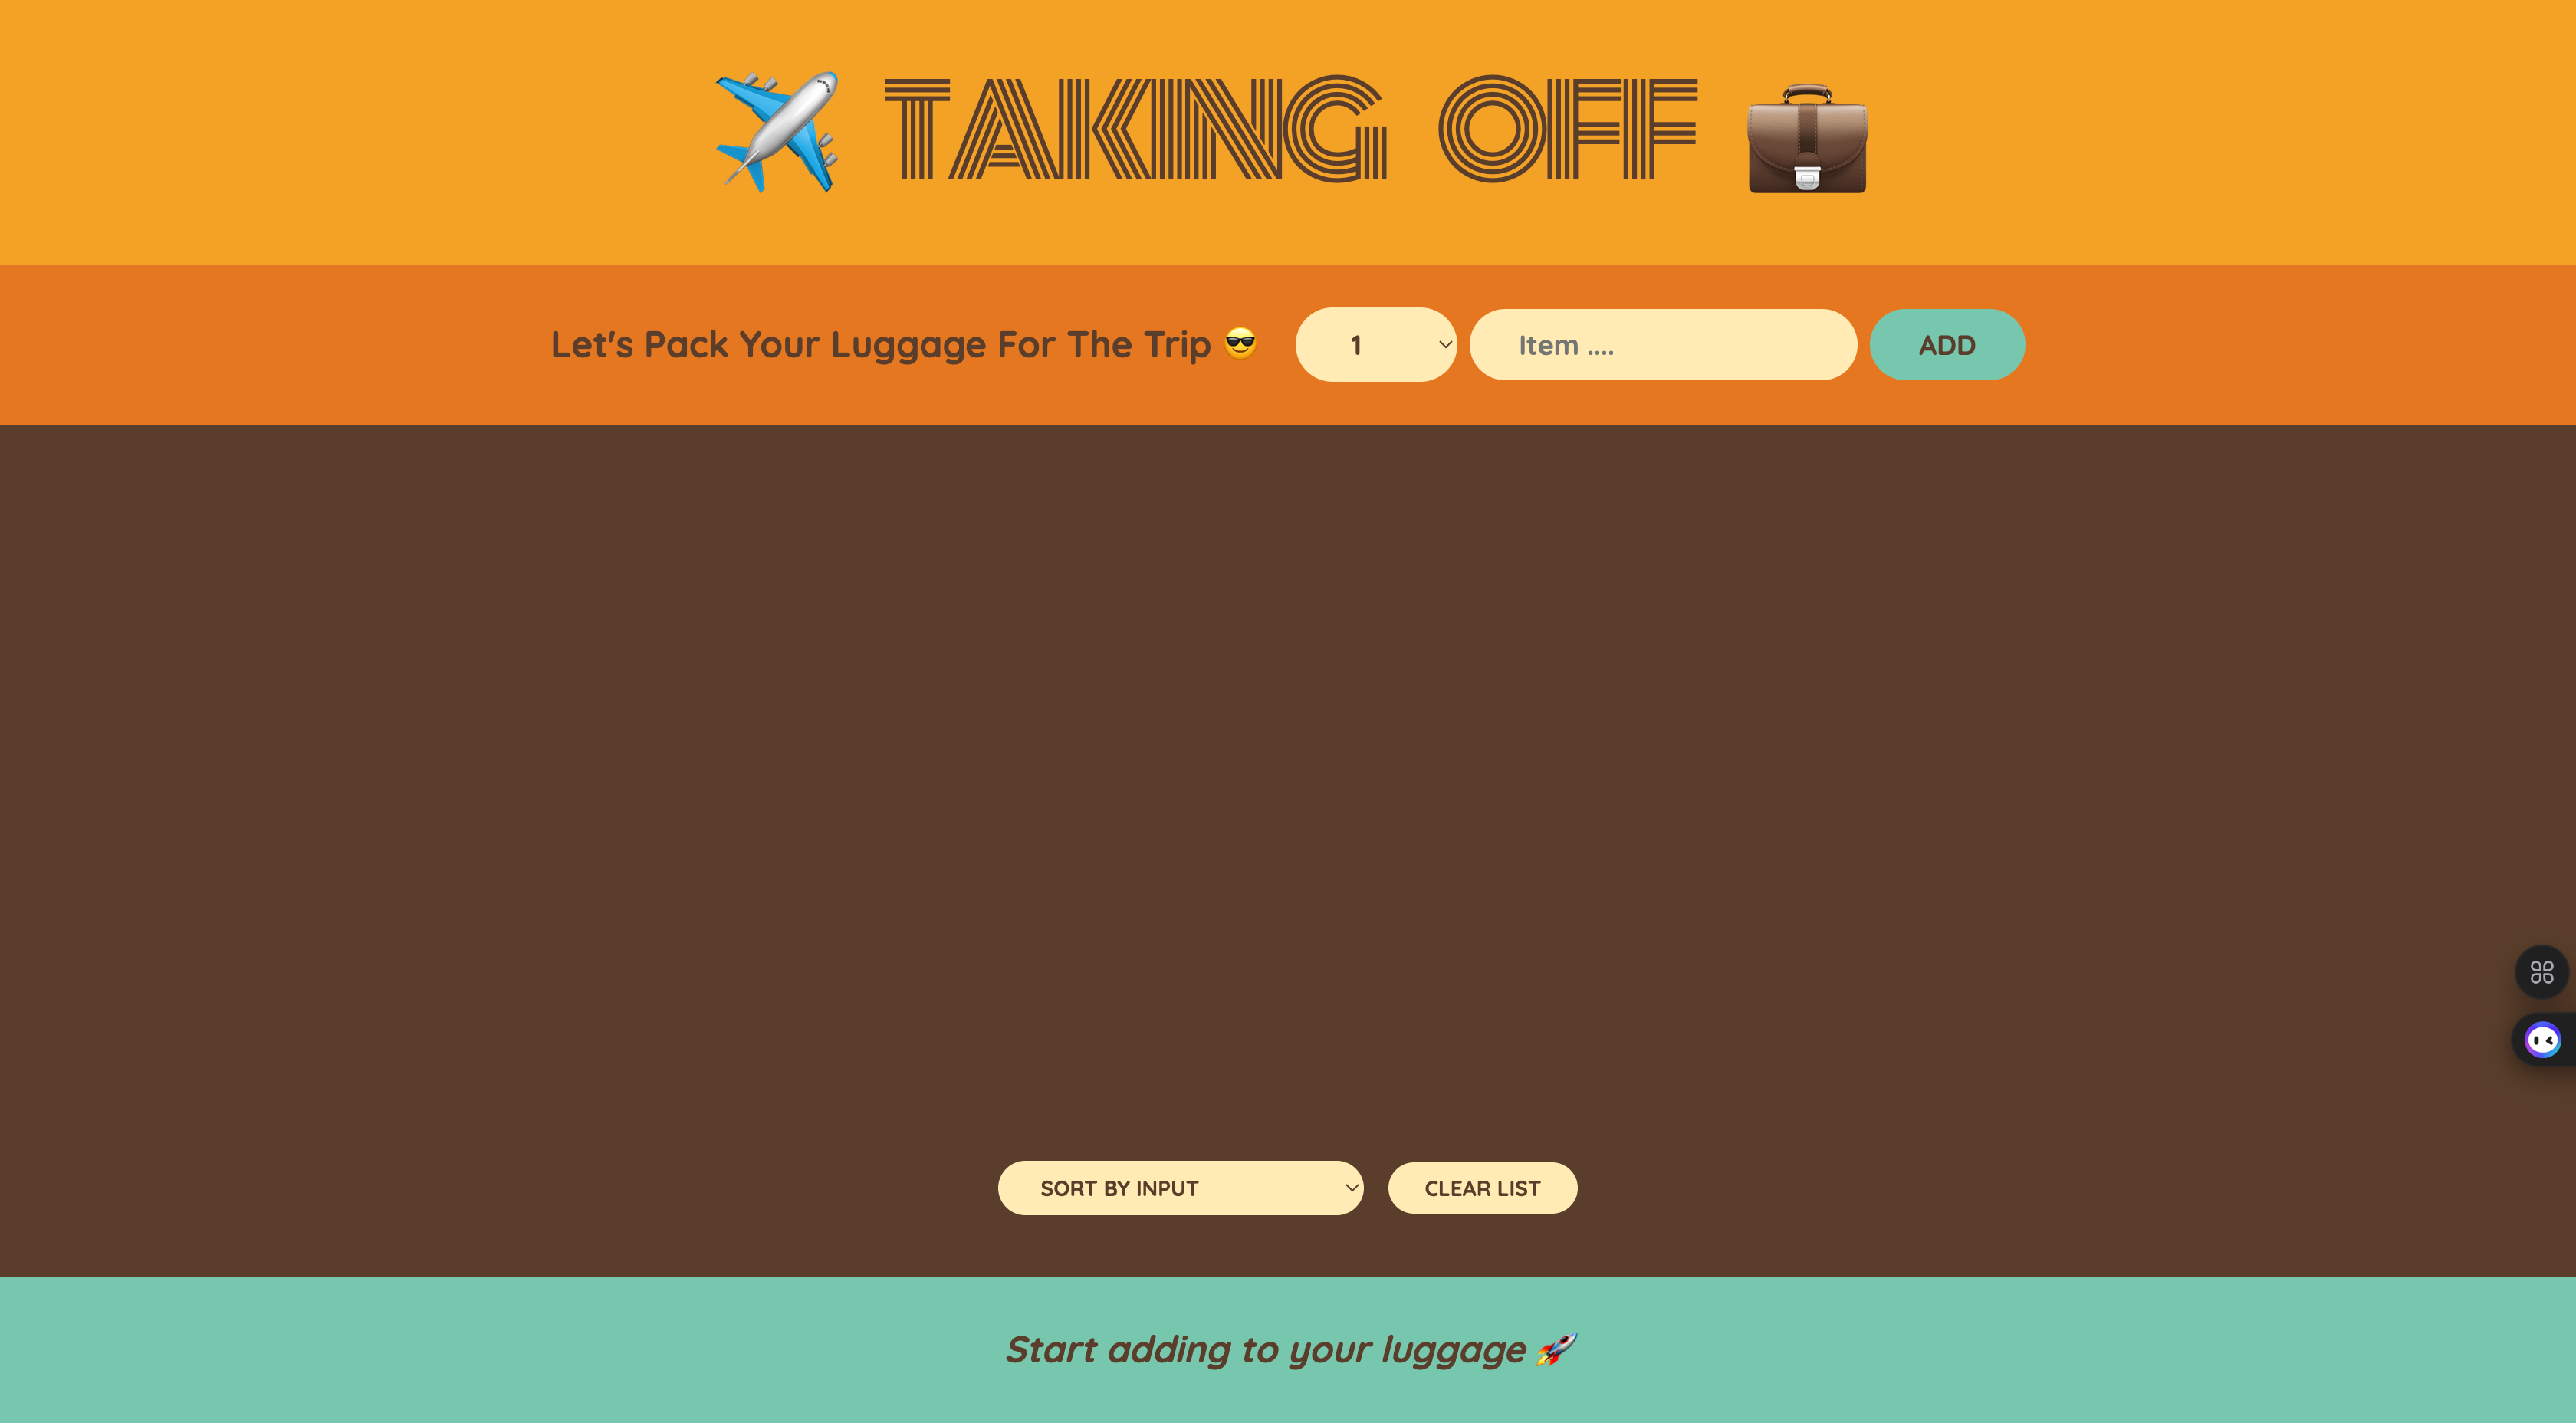 TAKING OFF
Let's Pack Your Luggage For The Trip 😎 1 Item .... ADD
SORT BY INPUT CLEAR LIST
Start adding to your luggage 🚀